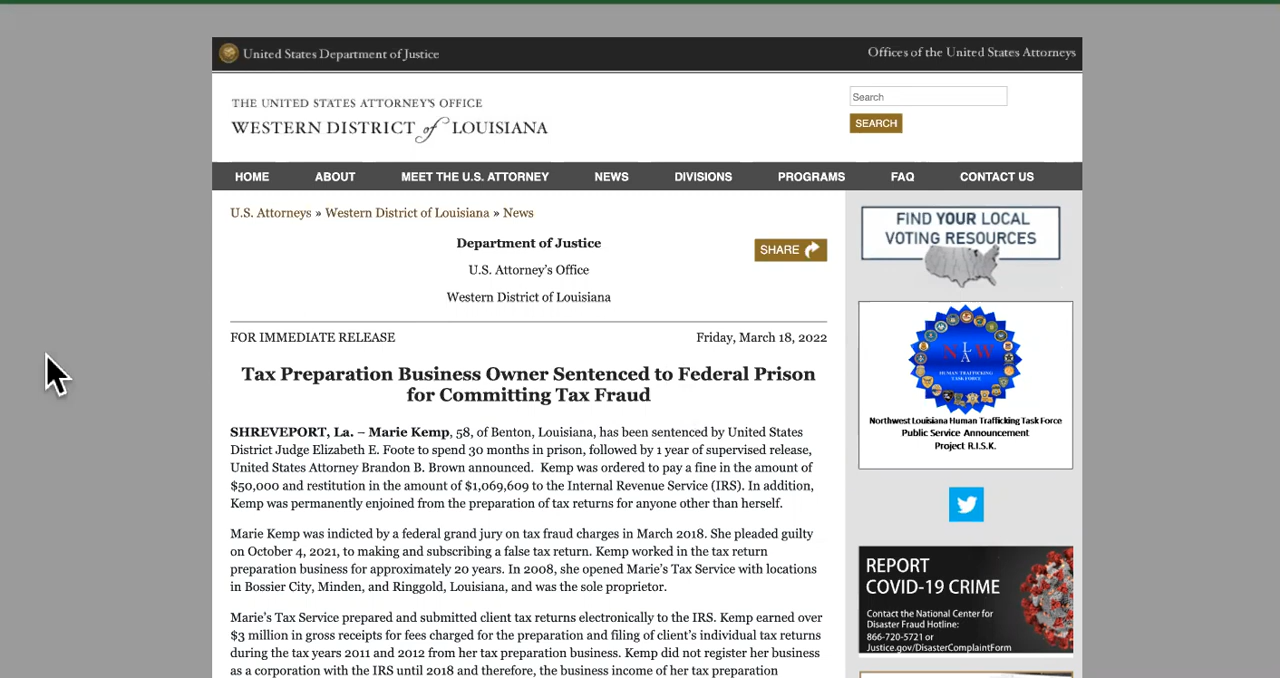 United States Department of Justice
Offices of the United States Attorneys
THE UNITED STATES ATTORNEY'S OFFICE
WESTERN DISTRICT of LOUISIANA
Search
SEARCH
HOME ABOUT MEET THE U.S. ATTORNEY NEWS DIVISIONS PROGRAMS FAQ CONTACT US
U.S. Attorneys » Western District of Louisiana » News
Department of Justice
SHARE
U.S. Attorney's Office
Western District of Louisiana
FOR IMMEDIATE RELEASE
Friday, March 18, 2022
Tax Preparation Business Owner Sentenced to Federal Prison
for Committing Tax Fraud
SHREVEPORT, La. – Marie Kemp, 58, of Benton, Louisiana, has been sentenced by United States
District Judge Elizabeth E. Foote to spend 30 months in prison, followed by 1 year of supervised release,
United States Attorney Brandon B. Brown announced. Kemp was ordered to pay a fine in the amount of
$50,000 and restitution in the amount of $1,069,609 to the Internal Revenue Service (IRS). In addition,
Kemp was permanently enjoined from the preparation of tax returns for anyone other than herself.
Marie Kemp was indicted by a federal grand jury on tax fraud charges in March 2018. She pleaded guilty
on October 4, 2021, to making and subscribing a false tax return. Kemp worked in the tax return
preparation business for approximately 20 years. In 2008, she opened Marie's Tax Service with locations
in Bossier City, Minden, and Ringgold, Louisiana, and was the sole proprietor.
Marie's Tax Service prepared and submitted client tax returns electronically to the IRS. Kemp earned over
$3 million in gross receipts for fees charged for the preparation and filing of client's individual tax returns
during the tax years 2011 and 2012 from her tax preparation business. Kemp did not register her business
as a corporation with the IRS until 2018 and therefore, the business income of her tax preparation
FIND YOUR LOCAL
VOTING RESOURCES
HUMAN TRAFFICKING
TASK FORCE
Northwest Louisiana Human Trafficking Task Force
Public Service Announcement
Project R.I.S.K.
REPORT
COVID-19 CRIME
Contact the National Center for
Disaster Fraud Hotline:
866-720-5721 or
Justice.gov/DisasterComplaintForm